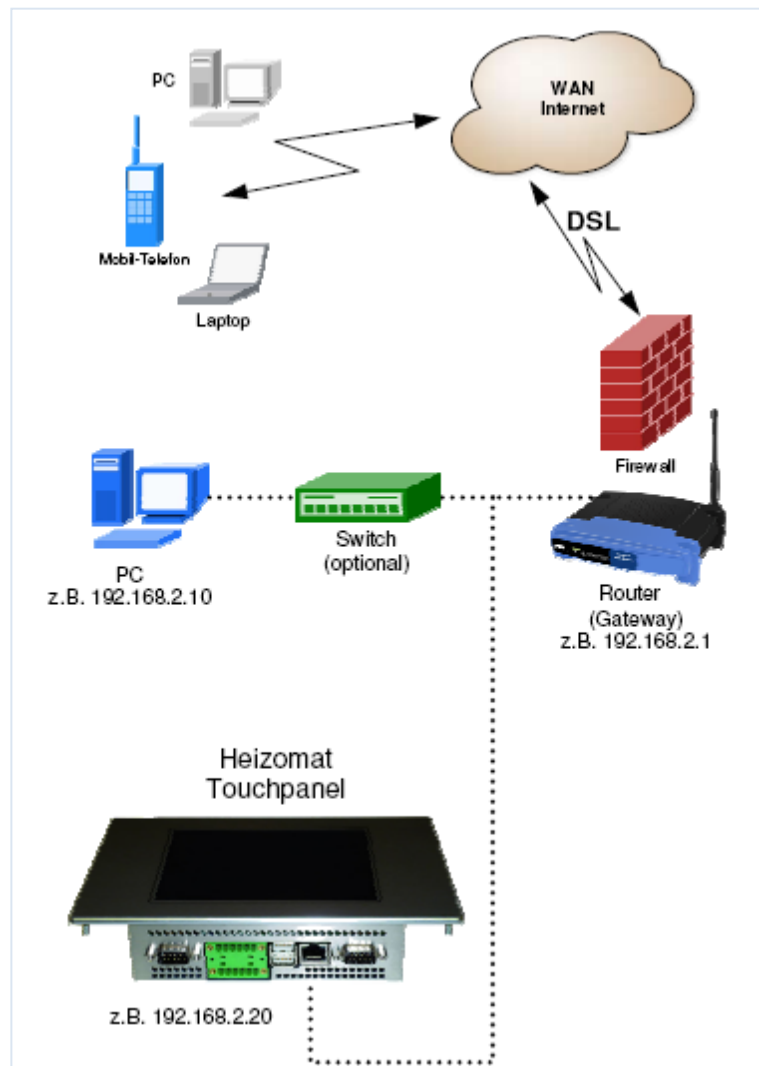 PC
WAN
Internet
Mobil-Telefon
Laptop
DSL
Firewall
Switch
(optional)
PC
z.B. 192.168.2.10
Router
(Gateway)
z.B. 192.168.2.1
Heizomat
Touchpanel
z.B. 192.168.2.20